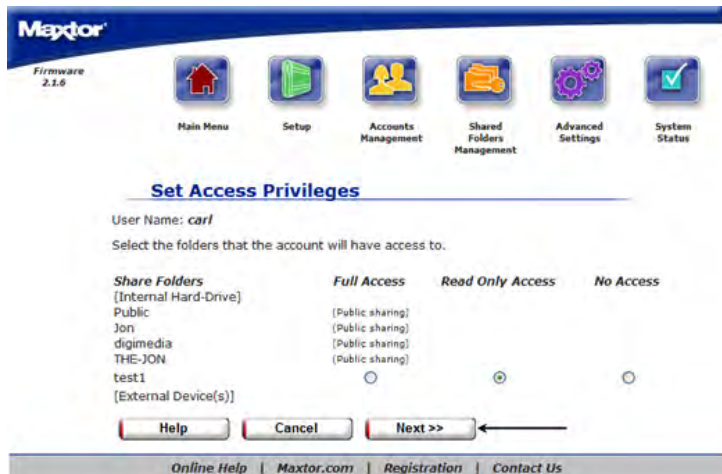 Maxtor
Firmware
2.1.6
Main Menu
Setup
Accounts
Management
Shared
Folders
Management
Advanced
Settings
System
Status
Set Access Privileges
User Name: carl
Select the folders that the account will have access to.
Share Folders Full Access Read Only Access No Access
[Internal Hard-Drive]
Public (Public sharing)
Jon (Public sharing)
digimedia (Public sharing)
THE-JON (Public sharing)
test1
[External Device(s)]
Help Cancel Next >>
Online Help | Maxtor.com | Registration | Contact Us